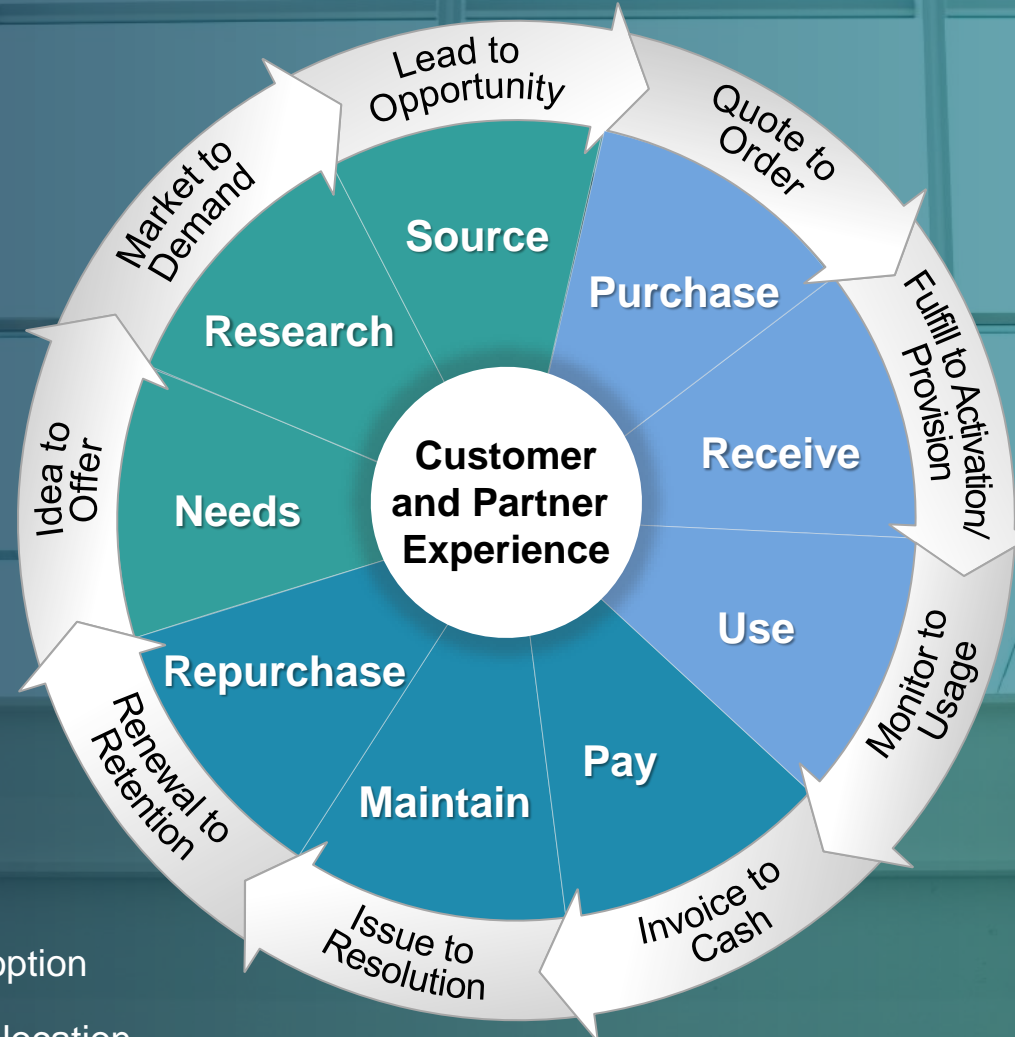 Lead to
Opportunity
Quote to
Order
Fulfill to Activation/
Provision
Monitor to
Usage
Invoice to
Cash
Issue to
Resolution
Renewal to
Retention
Idea to
Offer
Market to
Demand
Source
Purchase
Receive
Use
Pay
Maintain
Repurchase
Needs
Research
Customer
and Partner
Experience